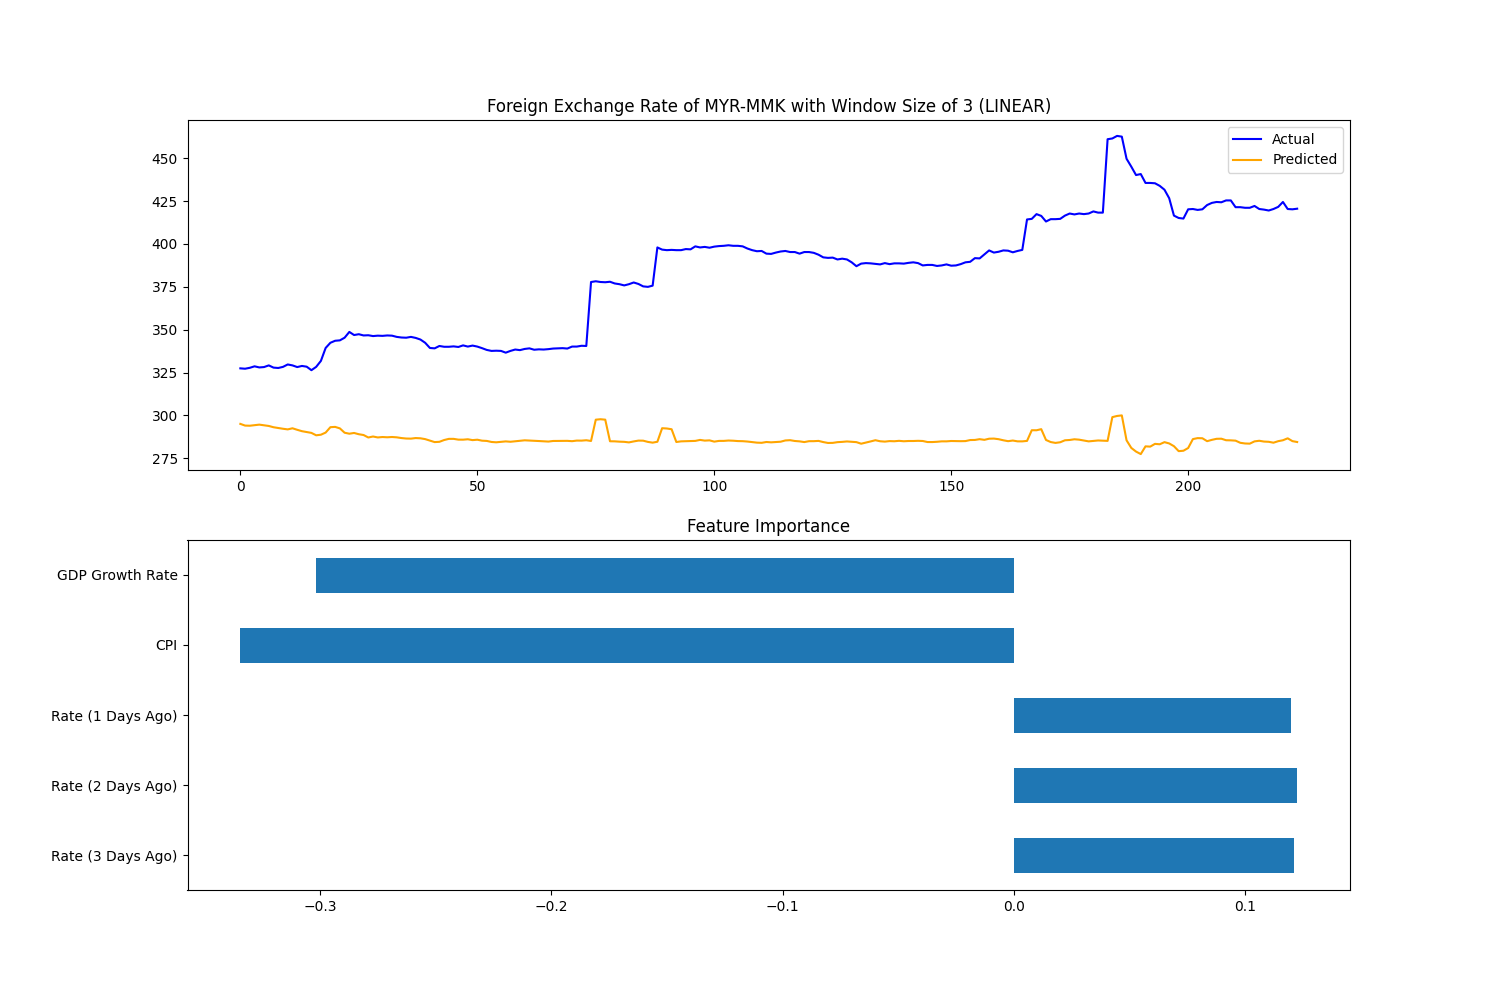 Foreign Exchange Rate of MYR-MMK with Window Size of 3 (LINEAR)
Actual
Predicted
450
425
400
375
350
325
300
275
0 50 100 150 200
Feature Importance
GDP Growth Rate
CPI
Rate (1 Days Ago)
Rate (2 Days Ago)
Rate (3 Days Ago)
−0.3 −0.2 −0.1 0.0 0.1